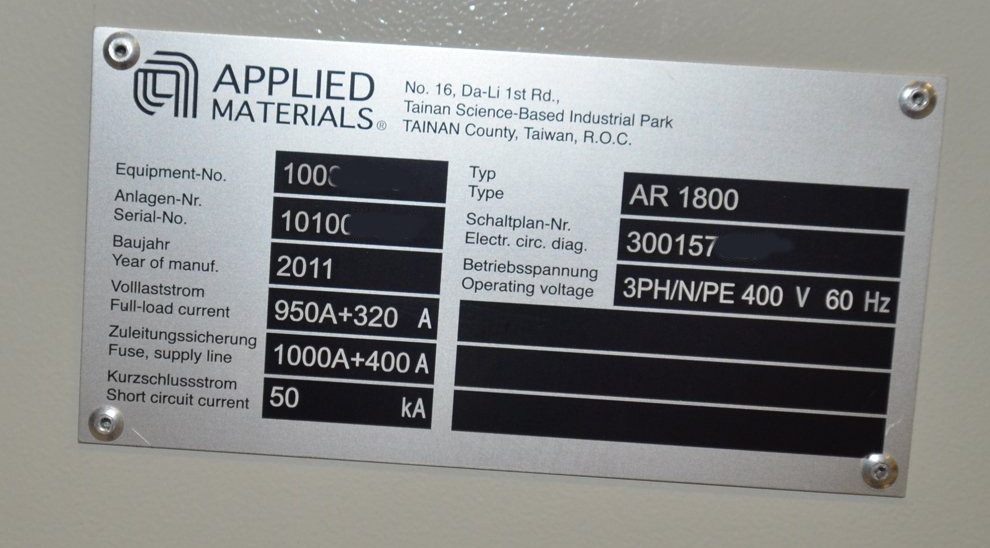 APPLIED
MATERIALS®
No. 16, Da-Li 1st Rd.,
Tainan Science-Based Industrial Park
TAINAN County, Taiwan, R.O.C.
Equipment-No.
Anlagen-Nr.
Serial-No.
10100
Baujahr
Year of manuf.
2011
Volllaststrom
Full-load current
950A+320 A
Zuleitungssicherung
Fuse, supply line
1000A+400 A
Kurzschlussstrom
Short circuit current
50 kA
Typ
Type
AR 1800
Schaltplan-Nr.
Electr. circ. diag.
300157
Betriebsspannung
Operating voltage
3PH/N/PE 400 V 60 Hz